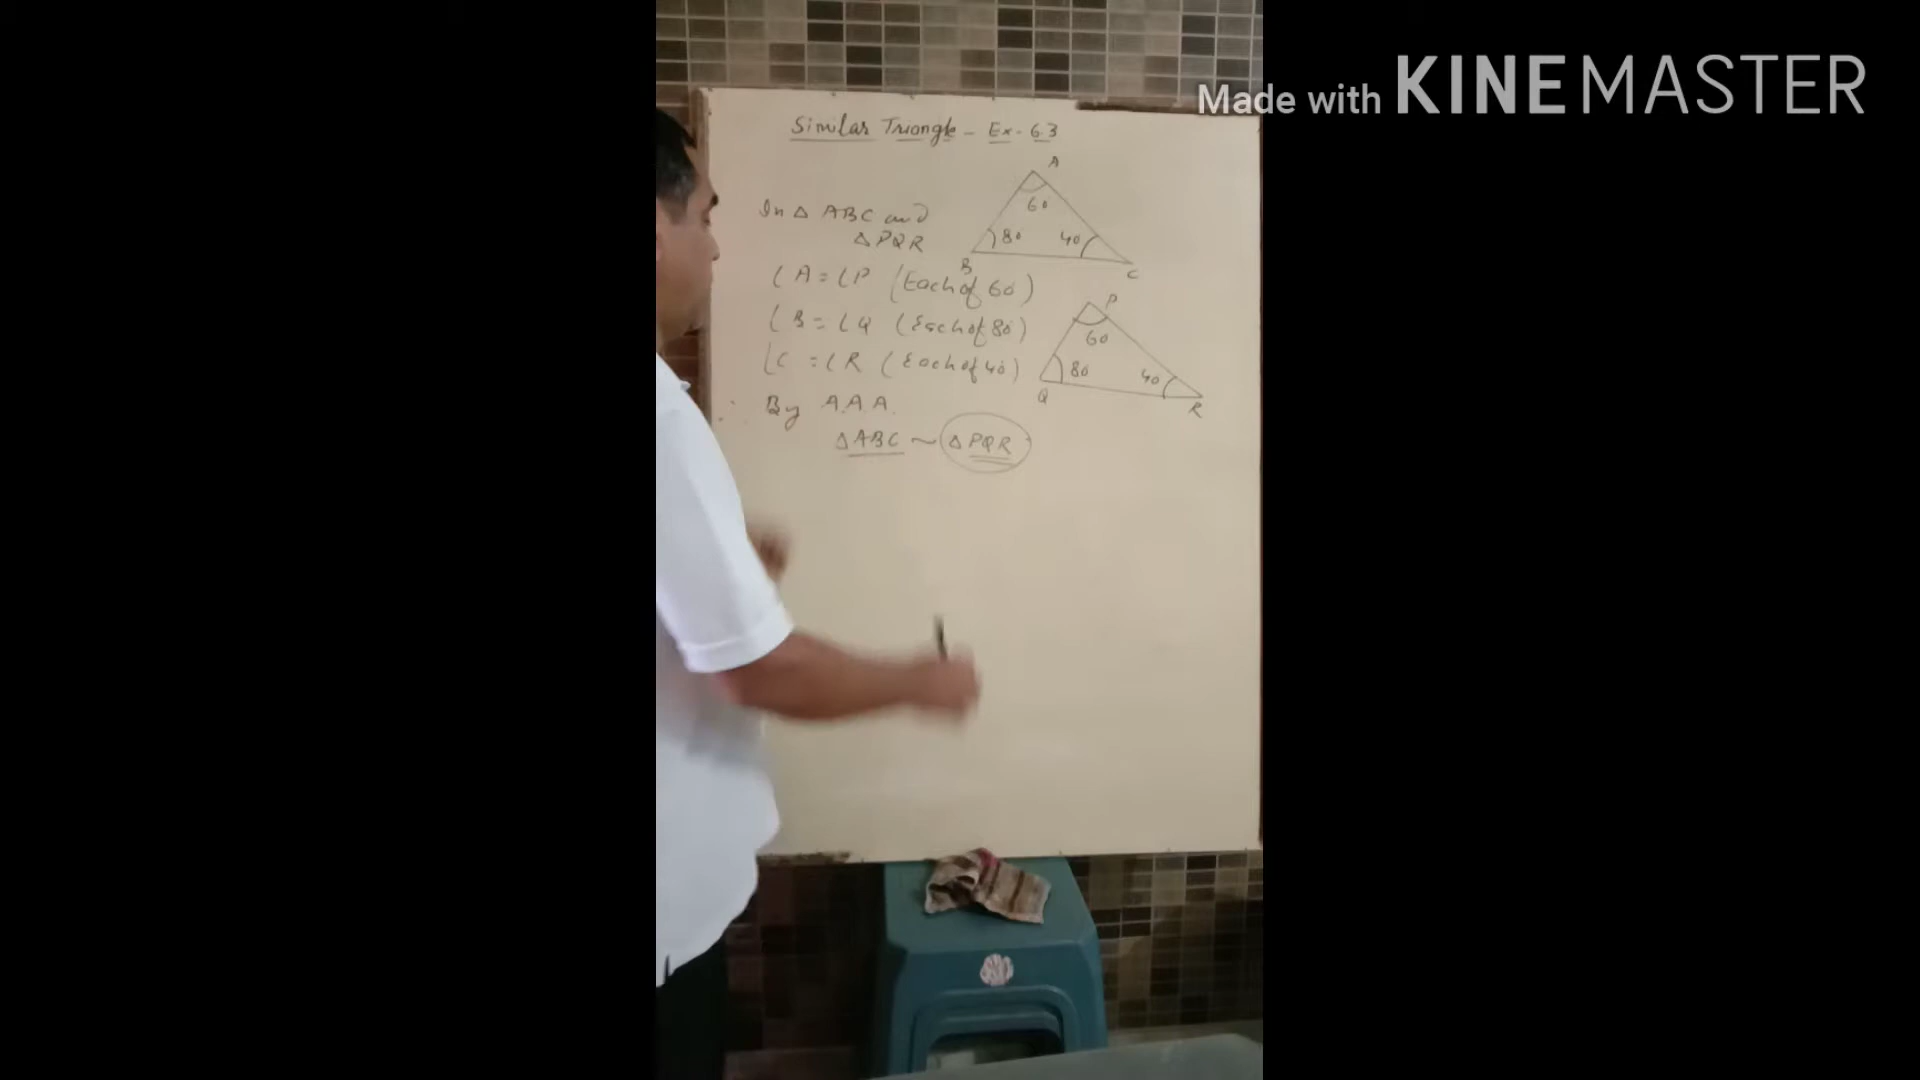 Made with KINEMASTER
Similar Triangle - Ex- 6.3
A
60
80
40
B
C
In △ ABC and
△ PQR
∠A = ∠P (Each of 60)
∠B = ∠Q (Each of 80)
∠C = ∠R (Each of 40)
P
60
80
40
Q
R
∴ By A.A.A.
△ABC ~ △PQR